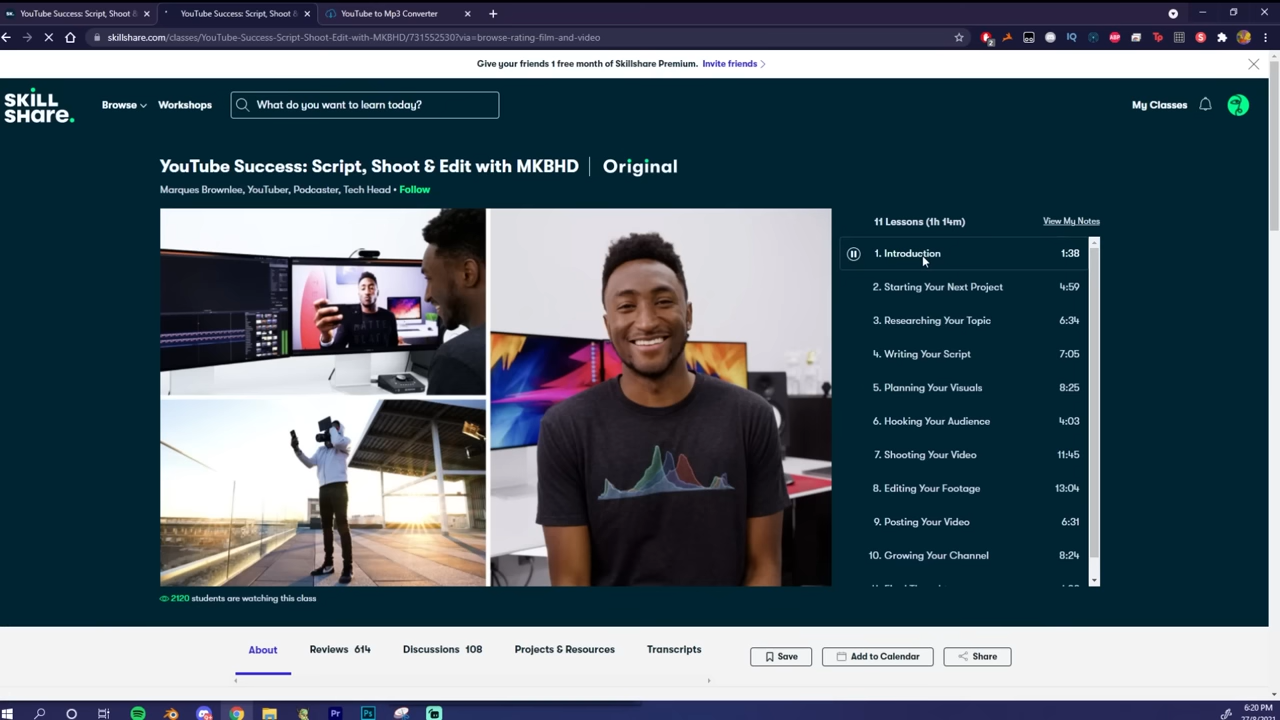 YouTube Success: Script, Shoot &
YouTube Success: Script, Shoot &
YouTube to Mp3 Converter
skillshare.com/classes/YouTube-Success-Script-Shoot-Edit-with-MKBHD/731552530?via=browse-rating-film-and-video
Give your friends 1 free month of Skillshare Premium. Invite friends
SKILL
SHARE.
Browse
Workshops
What do you want to learn today?
My Classes
YouTube Success: Script, Shoot & Edit with MKBHD | Original
Marques Brownlee, YouTuber, Podcaster, Tech Head • Follow
11 Lessons (1h 14m)
View My Notes
1. Introduction 1:38
2. Starting Your Next Project 4:59
3. Researching Your Topic 6:34
4. Writing Your Script 7:05
5. Planning Your Visuals 8:25
6. Hooking Your Audience 4:03
7. Shooting Your Video 11:45
8. Editing Your Footage 13:04
9. Posting Your Video 6:31
10. Growing Your Channel 8:24
2120 students are watching this class
About
Reviews 614
Discussions 108
Projects & Resources
Transcripts
Save
Add to Calendar
Share
6:20 PM